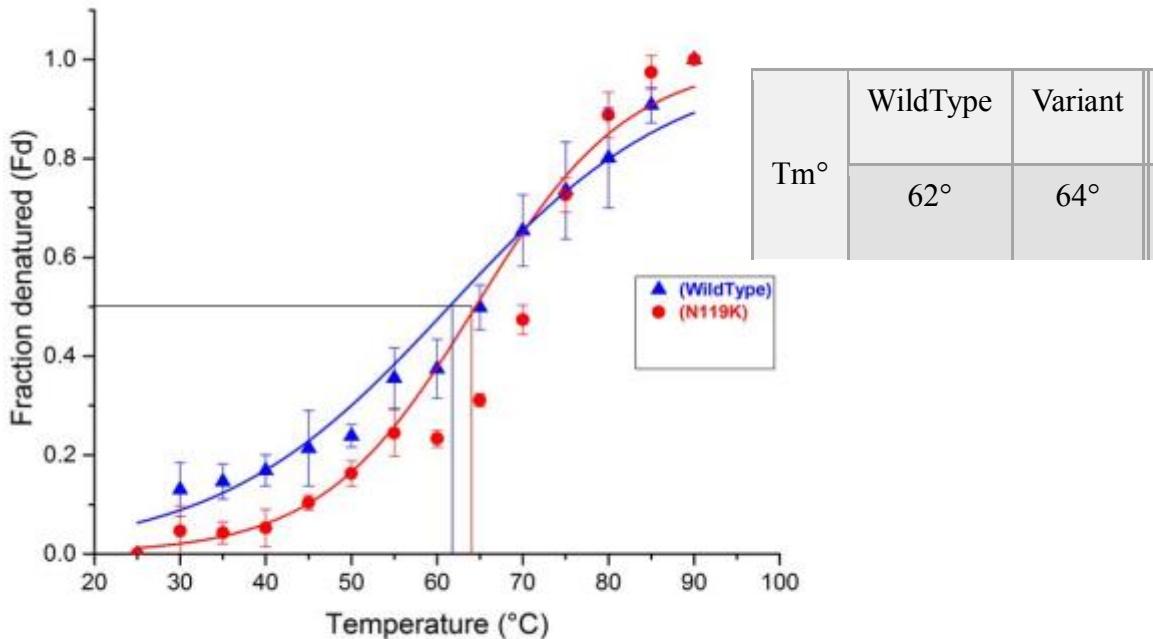 Fraction denatured (Fd)
1.0
0.8
0.6
0.4
0.2
0.0
20 30 40 50 60 70 80 90 100
Temperature (°C)
(WildType)
(N119K)
WildType Variant
Tm°
62° 64°